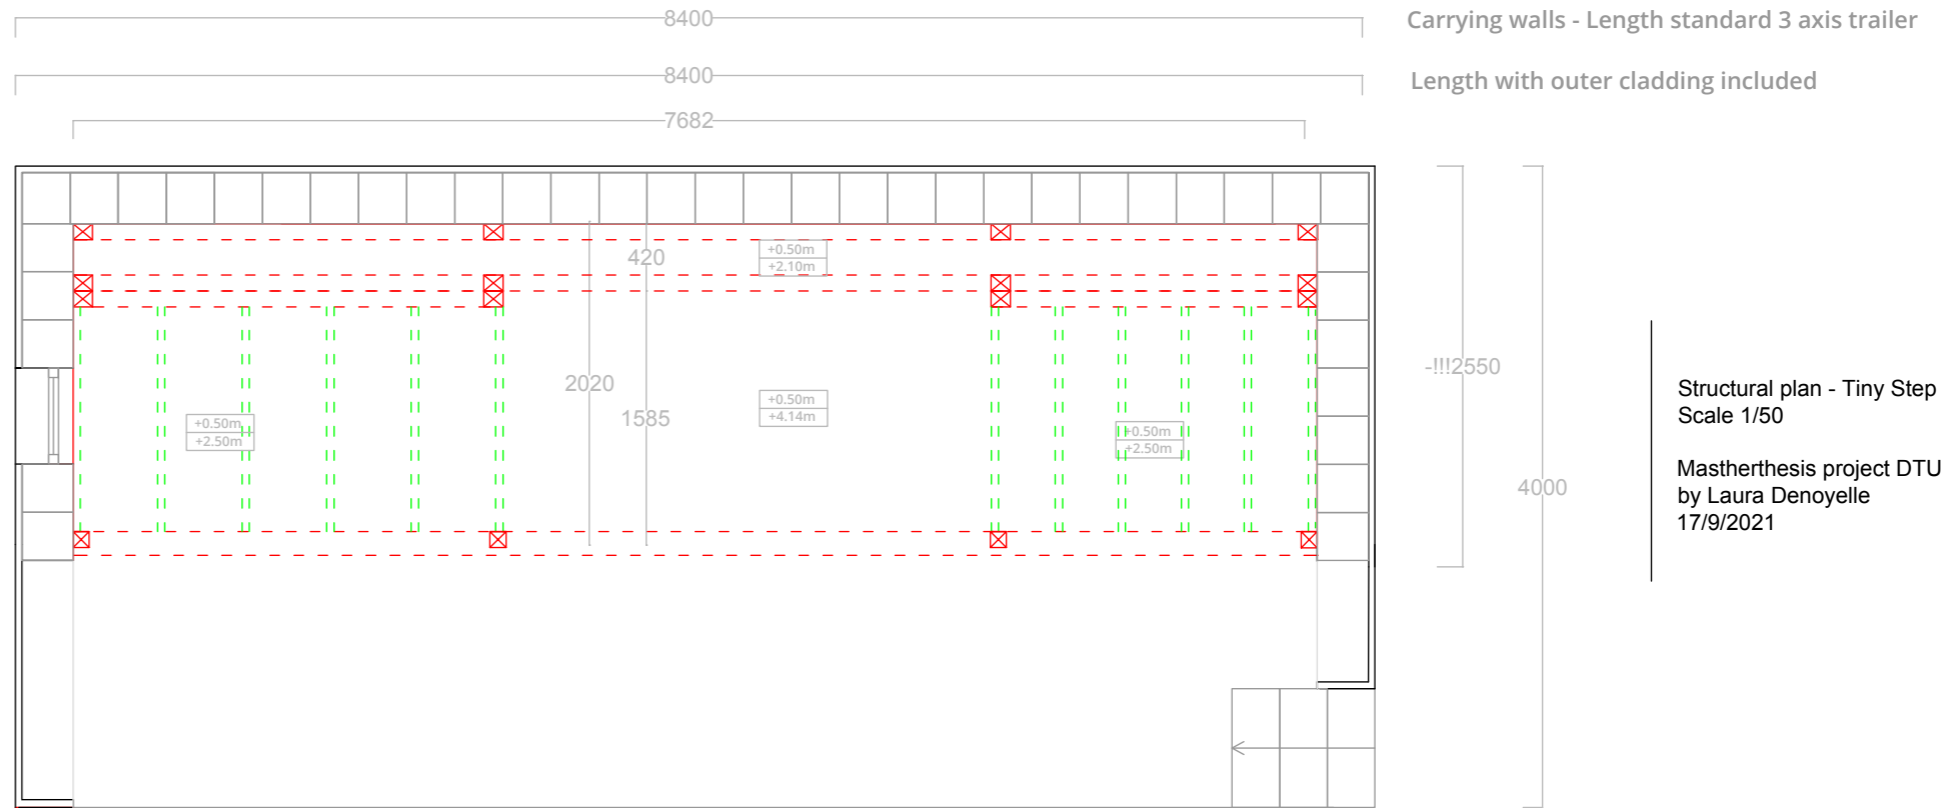 8400
Carrying walls - Length standard 3 axis trailer
8400
Length with outer cladding included
7682
420
+0.50m
+2.10m
2020
1585
+0.50m
+4.14m
+0.50m
+2.50m
+0.50m
+2.50m
-!!!2550
4000
Structural plan - Tiny Step
Scale 1/50
Mastherthesis project DTU
by Laura Denoyelle
17/9/2021